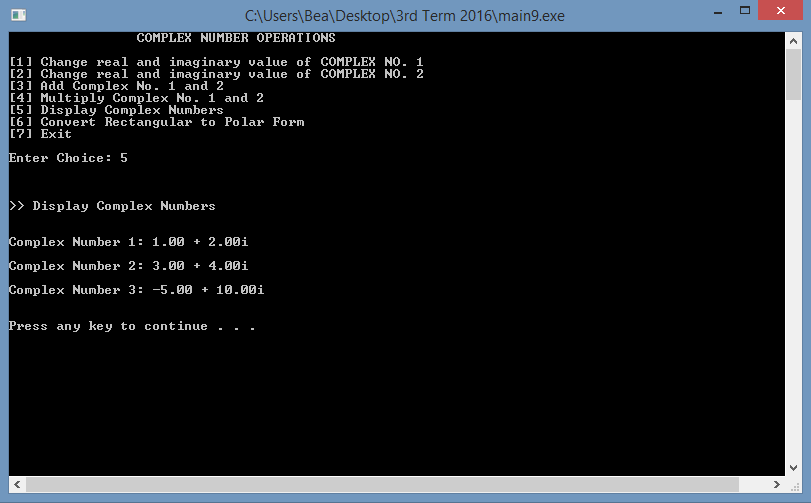 C:\Users\Bea\Desktop\3rd Term 2016\main9.exe
COMPLEX NUMBER OPERATIONS
[1] Change real and imaginary value of COMPLEX NO. 1
[2] Change real and imaginary value of COMPLEX NO. 2
[3] Add Complex No. 1 and 2
[4] Multiply Complex No. 1 and 2
[5] Display Complex Numbers
[6] Convert Rectangular to Polar Form
[7] Exit
Enter Choice: 5
>> Display Complex Numbers
Complex Number 1: 1.00 + 2.00i
Complex Number 2: 3.00 + 4.00i
Complex Number 3: -5.00 + 10.00i
Press any key to continue . . .